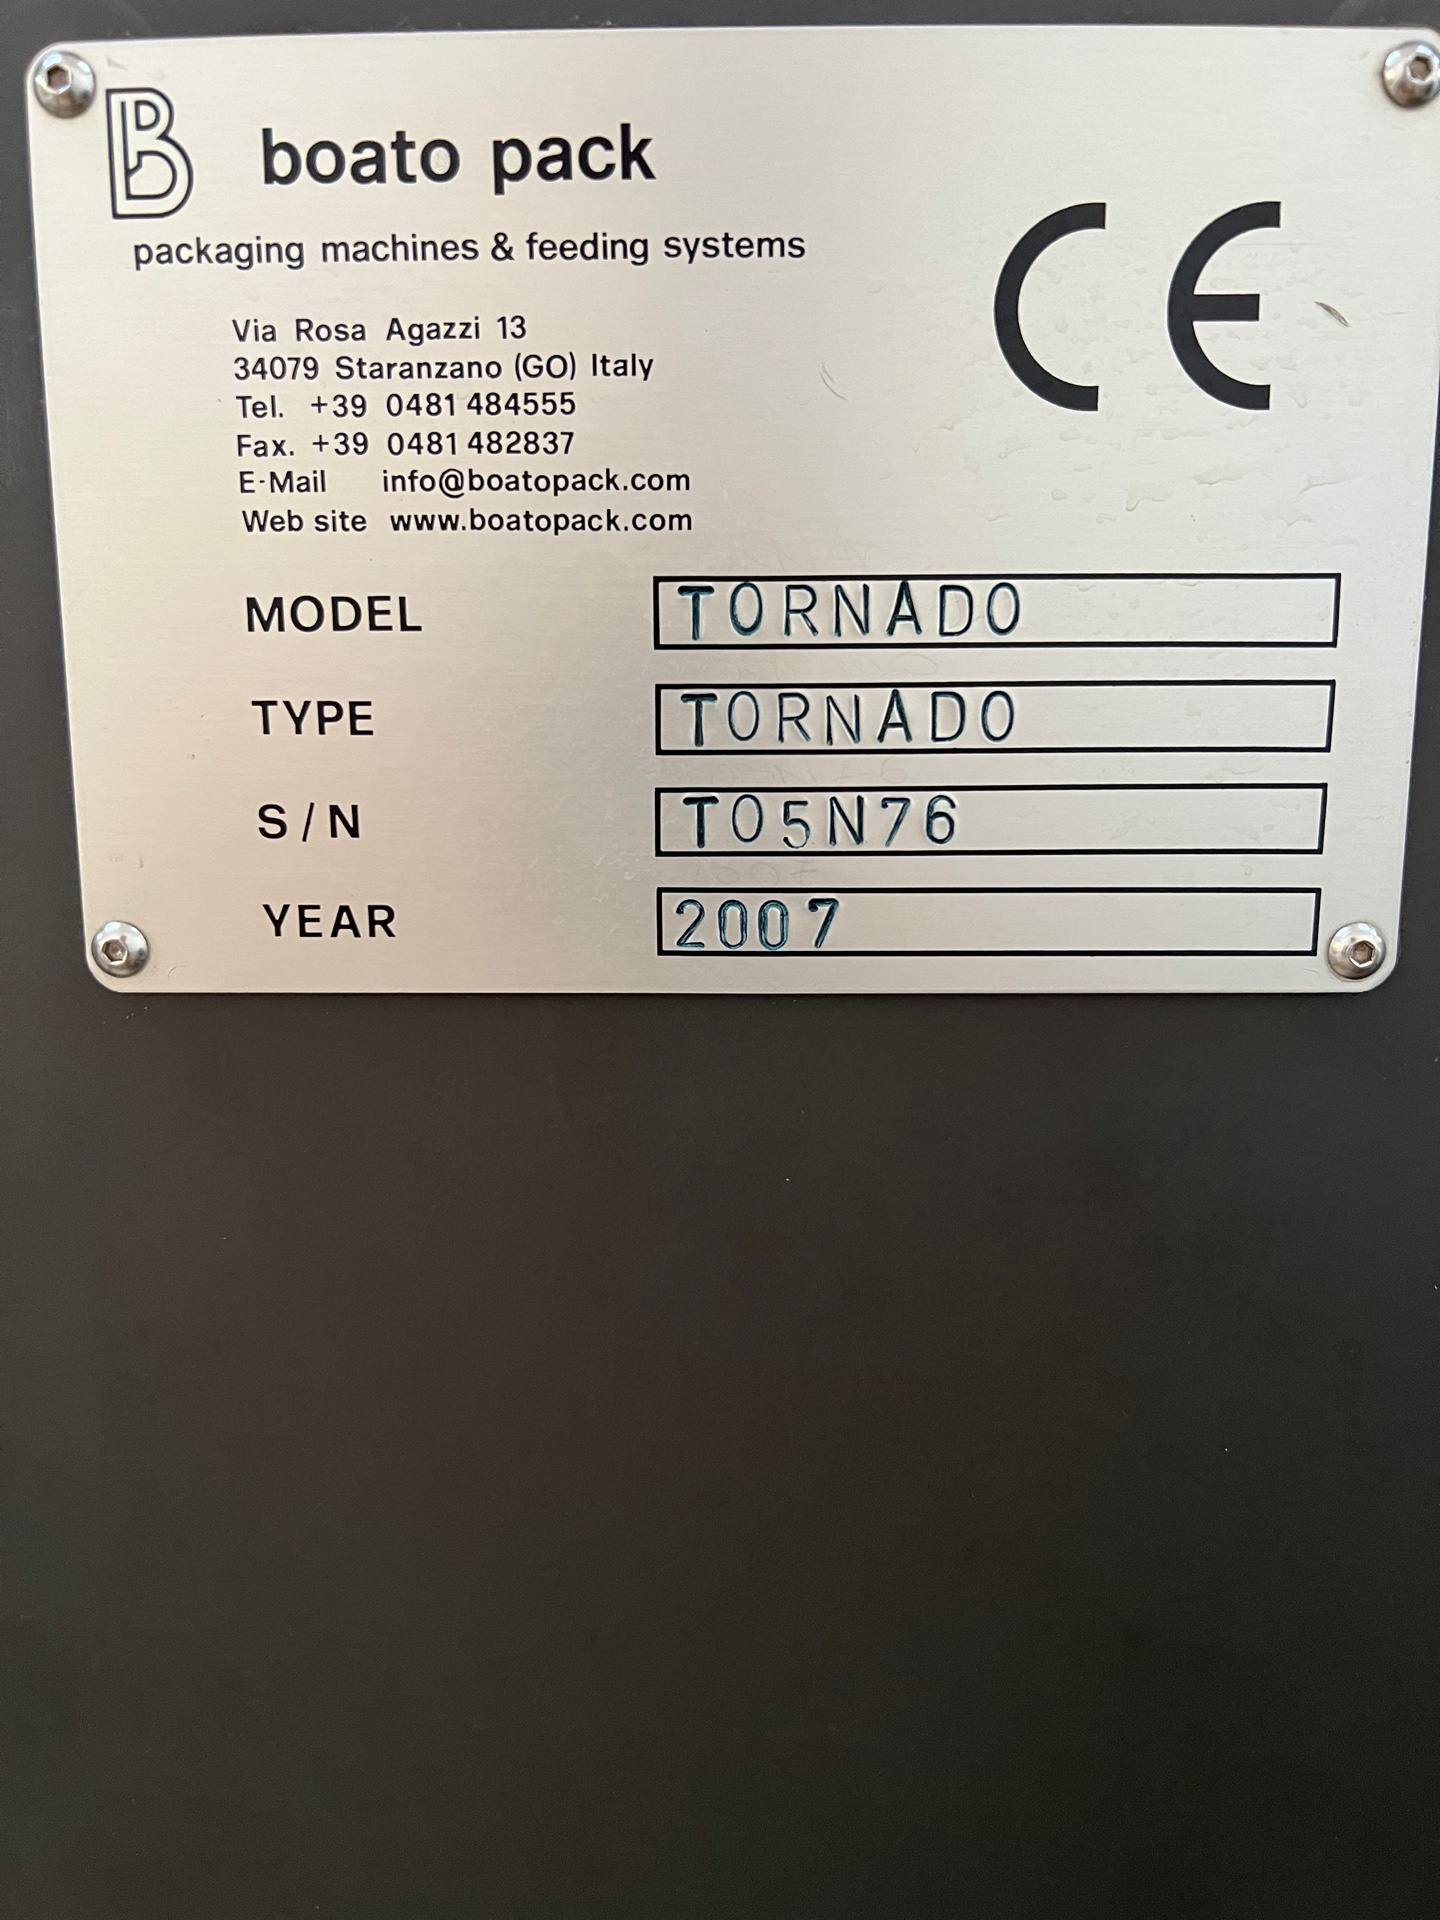 B boato pack
packaging machines & feeding systems
CE
Via Rosa Agazzi 13
34079 Staranzano (GO) Italy
Tel. +39 0481 484555
Fax. +39 0481 482837
E-Mail info@boatopack.com
Web site www.boatopack.com
MODEL TORNADO
TYPE TORNADO
S/N TO5N76
YEAR 2007